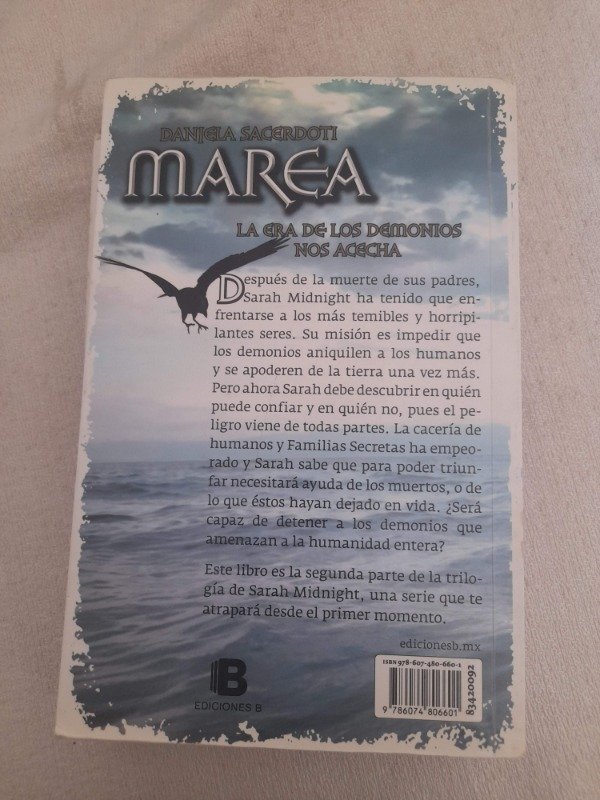 DANIELA SACERDOTI
MAREA
LA ERA DE LOS DEMONIOS
NOS ACECHA
Después de la muerte de sus padres,
Sarah Midnight ha tenido que en-
frentarse a los más temibles y horripi-
lantes seres. Su misión es impedir que
los demonios aniquilen a los humanos
y se apoderen de la tierra una vez más.
Pero ahora Sarah debe descubrir en quién
puede confiar y en quién no, pues el pe-
ligro viene de todas partes. La cacería de
humanos y Familias Secretas ha empeo-
rado y Sarah sabe que para poder triun-
far necesitará ayuda de los muertos, o de
lo que éstos hayan dejado en vida. ¿Será
capaz de detener a los demonios que
amenazan a la humanidad entera?
Este libro es la segunda parte de la trilo-
gía de Sarah Midnight, una serie que te
atrapará desde el primer momento.
edicionesb.mx
B
EDICIONES B
ISBN 978-607-480-660-1
9 786074 806601
83420092